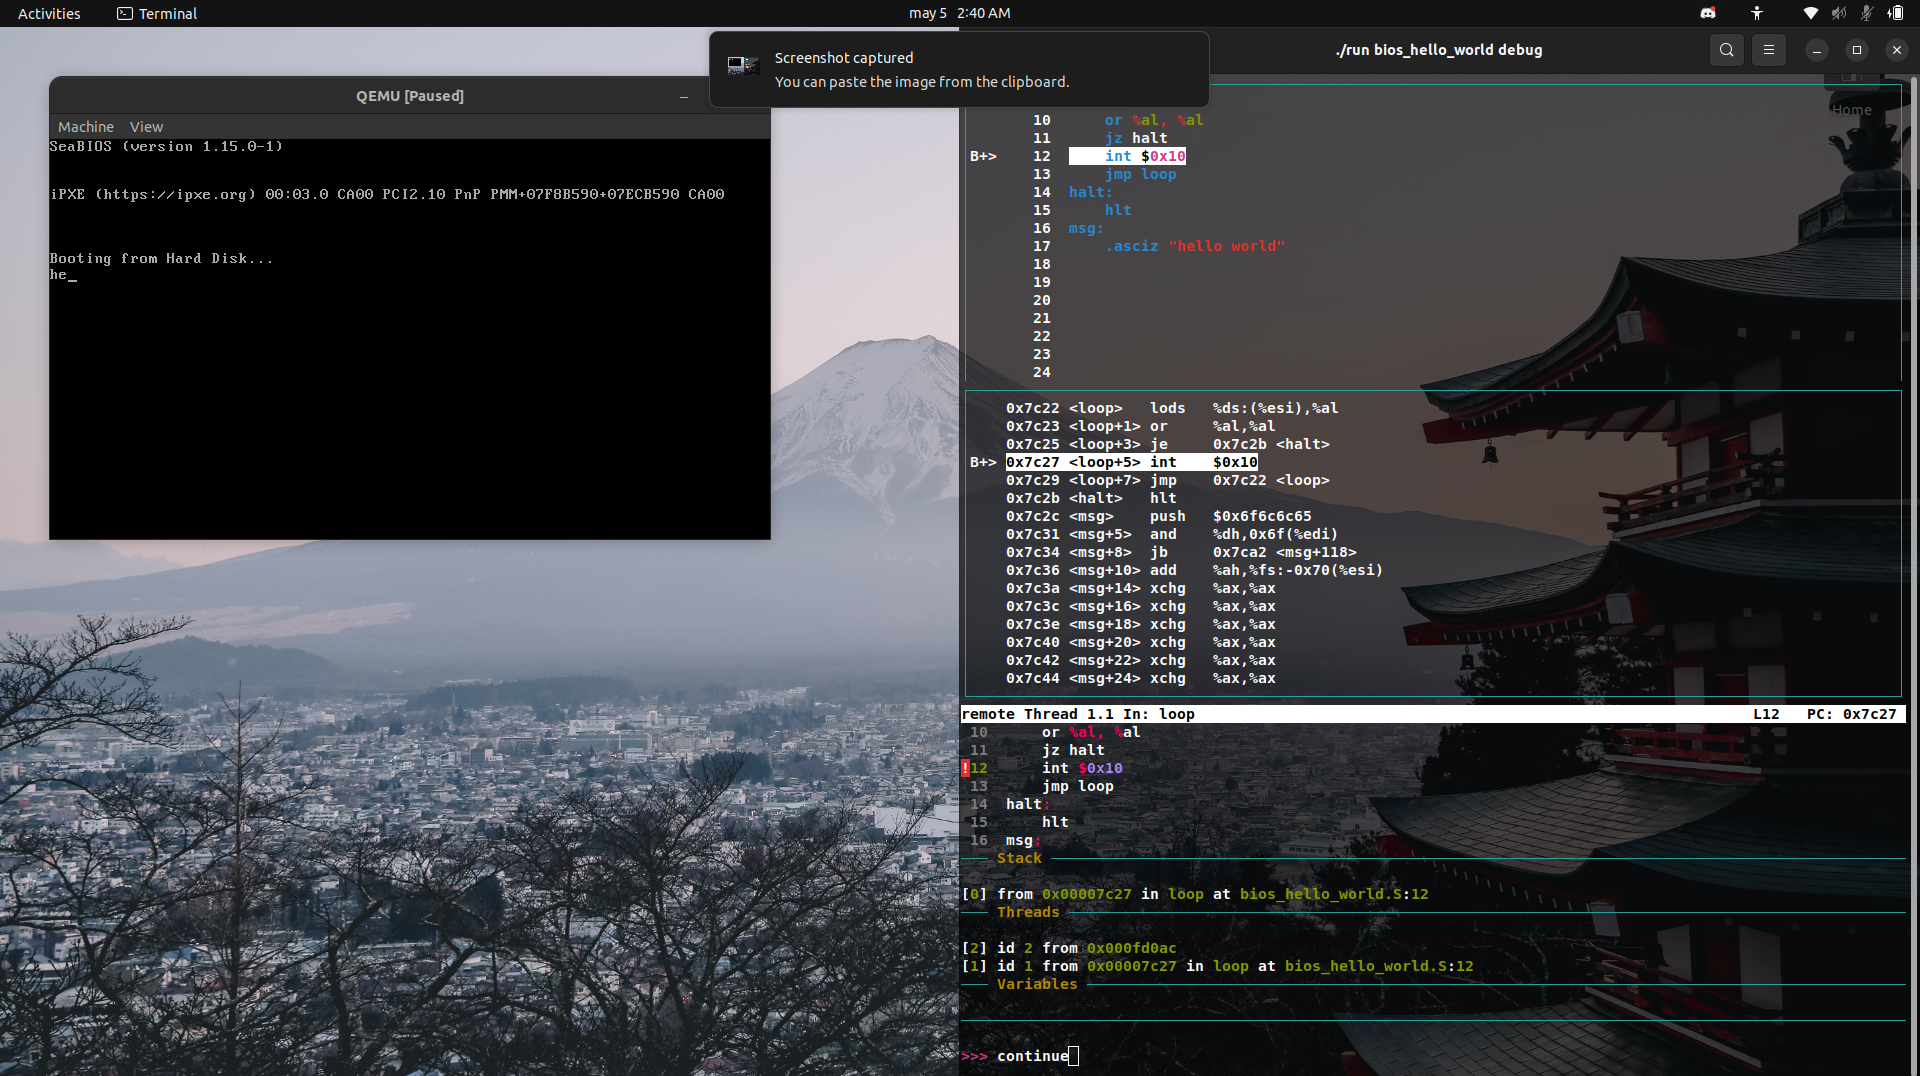 Activities
Terminal
may 5 2:40 AM
Screenshot captured
You can paste the image from the clipboard.
QEMU [Paused]
Machine View
SeaBIOS (version 1.15.0-1)
iPXE (https://ipxe.org) 00:03.0 CA00 PCI2.10 PnP PMM+07F8B590+07ECB590 CA00
Booting from Hard Disk...
he_
./run bios_hello_world debug
Home
10 or %al, %al
11 jz halt
B+> 12 int $0x10
13 jmp loop
14 halt:
15 hlt
16 msg:
17 .asciz "hello world"
18
19
20
21
22
23
24
0x7c22 <loop> lods %ds:(%esi),%al
0x7c23 <loop+1> or %al,%al
0x7c25 <loop+3> je 0x7c2b <halt>
B+> 0x7c27 <loop+5> int $0x10
0x7c29 <loop+7> jmp 0x7c22 <loop>
0x7c2b <halt> hlt
0x7c2c <msg> push $0x6f6c6c65
0x7c31 <msg+5> and %dh,0x6f(%edi)
0x7c34 <msg+8> jb 0x7ca2 <msg+118>
0x7c36 <msg+10> add %ah,%fs:-0x70(%esi)
0x7c3a <msg+14> xchg %ax,%ax
0x7c3c <msg+16> xchg %ax,%ax
0x7c3e <msg+18> xchg %ax,%ax
0x7c40 <msg+20> xchg %ax,%ax
0x7c42 <msg+22> xchg %ax,%ax
0x7c44 <msg+24> xchg %ax,%ax
remote Thread 1.1 In: loop L12 PC: 0x7c27
10 or %al, %al
11 jz halt
!12 int $0x10
13 jmp loop
14 halt:
15 hlt
16 msg:
Stack
[0] from 0x00007c27 in loop at bios_hello_world.S:12
Threads
[2] id 2 from 0x000fd0ac
[1] id 1 from 0x00007c27 in loop at bios_hello_world.S:12
Variables
>>> continue